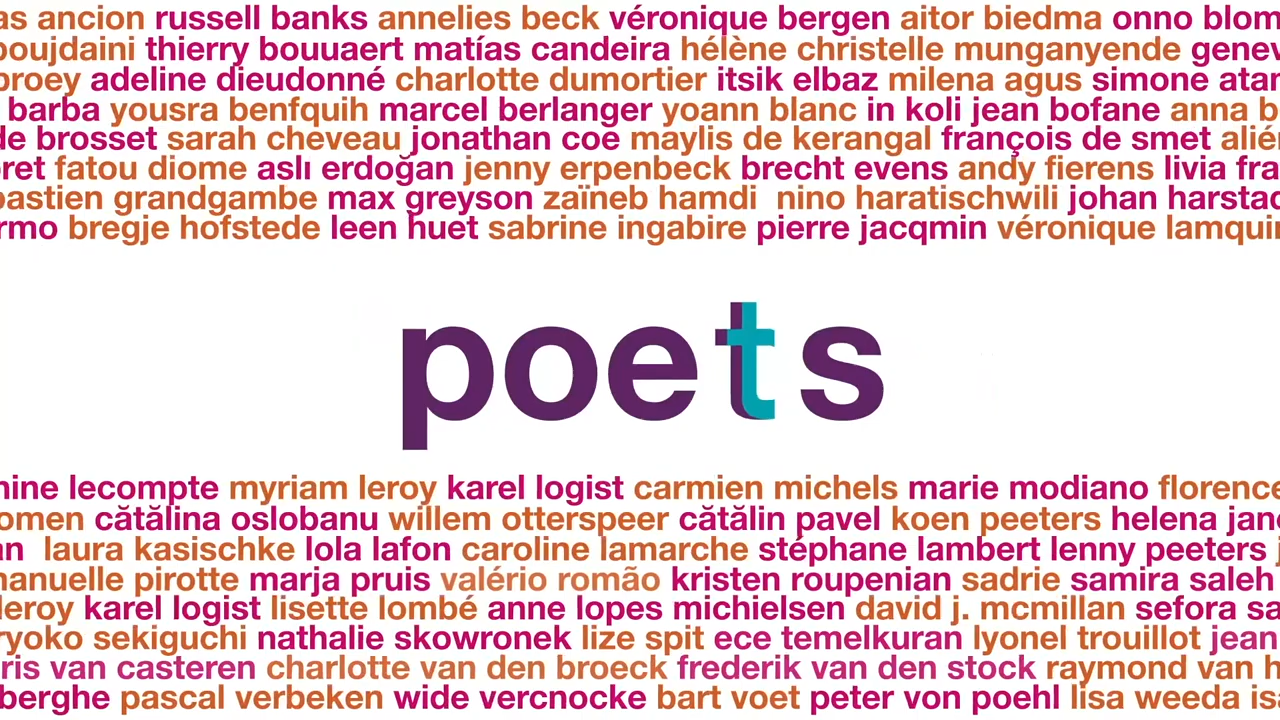 as ancion russell banks annelies beck véronique bergen aitor biedma onno blom
boujdaini thierry bouuaert matías candeira hélène christelle munganyende genev
broey adeline dieudonné charlotte dumortier itsik elbaz milena agus simone atan
barba yousra benfquih marcel berlanger yoann blanc in koli jean bofane anna b
de brosset sarah cheveau jonathan coe maylis de kerangal françois de smet alién
ret fatou diome aslı erdoğan jenny erpenbeck brecht evens andy fierens livia fra
bastien grandgambe max greyson zaïneb hamdi nino haratischwili johan harstad
rmo bregje hofstede leen huet sabrine ingabire pierre jacqmin véronique lamquin
poets
nine lecompte myriam leroy karel logist carmien michels marie modiano florence
omen cătălina oslobanu willem otterspeer cătălin pavel koen peeters helena jane
an laura kasischke lola lafon caroline lamarche stéphane lambert lenny peeters j
manuelle pirotte marja pruis valério romão kristen roupenian sadrie samira saleh
leroy karel logist lisette lombé anne lopes michielsen david j. mcmillan sefora sa
ryoko sekiguchi nathalie skowronek lize spit ece temelkuran lyonel trouillot jean
ris van casteren charlotte van den broeck frederik van den stock raymond van h
berghe pascal verbeken wide vercnocke bart voet peter von poehl lisa weeda isa